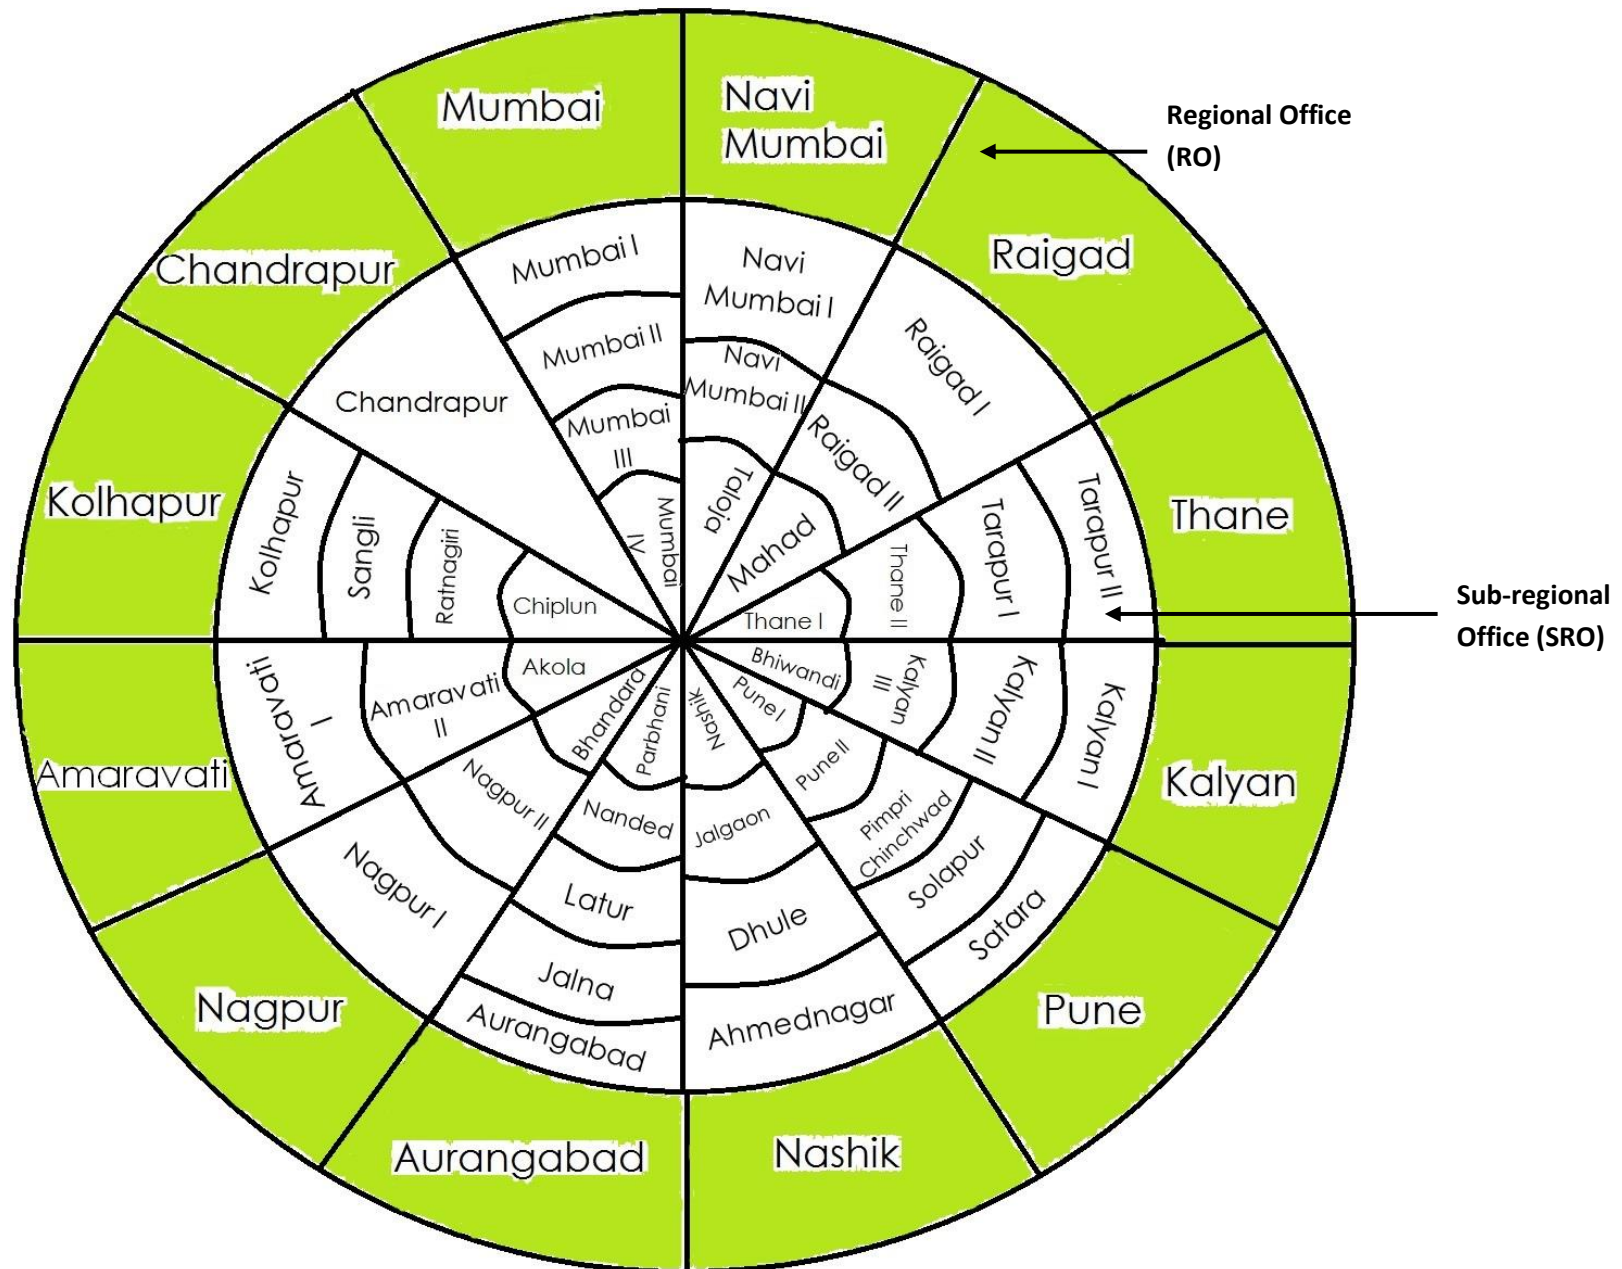 Mumbai
Navi
Mumbai
Regional Office
(RO)
Raigad
Thane
Sub-regional
Office (SRO)
Kalyan
Pune
Nashik
Aurangabad
Nagpur
Amaravati
Kolhapur
Chandrapur
Mumbai I
Mumbai II
Mumbai
III
Mumbai
IV
Navi
Mumbai I
Navi
Mumbai II
Taloja
Raigad I
Raigad II
Mahad
Tarapur II
Tarapur I
Thane II
Thane I
Kalyan I
Kalyan II
Kalyan
III
Bhiwandi
Pune I
Pune II
Pimpri
Chinchwad
Solapur
Satara
Nashik
Jalgaon
Dhule
Ahmednagar
Parbhani
Nanded
Latur
Jalna
Aurangabad
Bhandara
Nagpur II
Nagpur I
Akola
Amaravati
II
Amaravati
I
Kolhapur
Sangli
Ratnagiri
Chiplun
Chandrapur